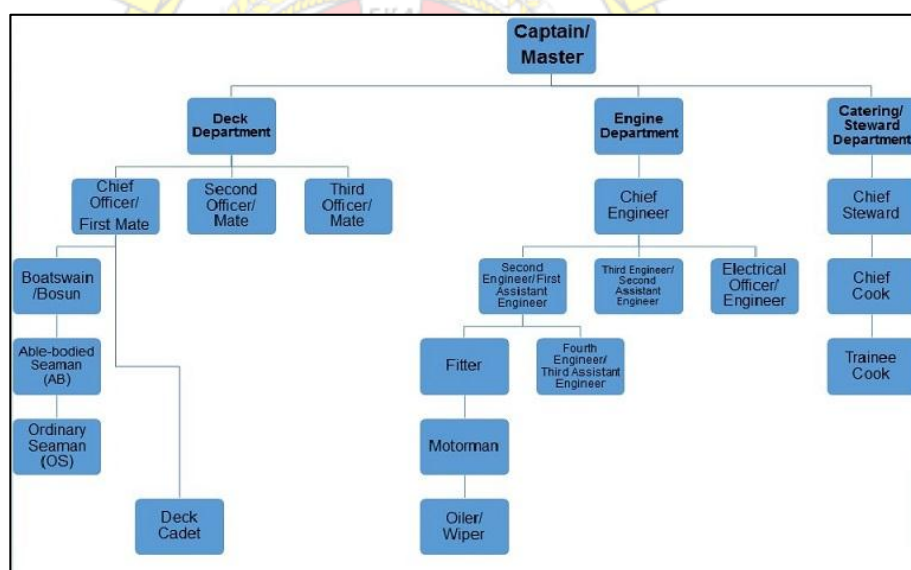 EKA
Captain/
Master
Deck
Department
Engine
Department
Catering/
Steward
Department
Chief
Officer/
First Mate
Second
Officer/
Mate
Third
Officer/
Mate
Chief
Engineer
Chief
Steward
Boatswain
/Bosun
Second
Engineer/First
Assistant
Engineer
Third Engineer/
Second
Assistant
Engineer
Electrical
Officer/
Engineer
Chief
Cook
Able-bodied
Seaman
(AB)
Fitter
Fourth
Engineer/
Third Assistant
Engineer
Trainee
Cook
Ordinary
Seaman
(OS)
Motorman
Deck
Cadet
Oiler/
Wiper